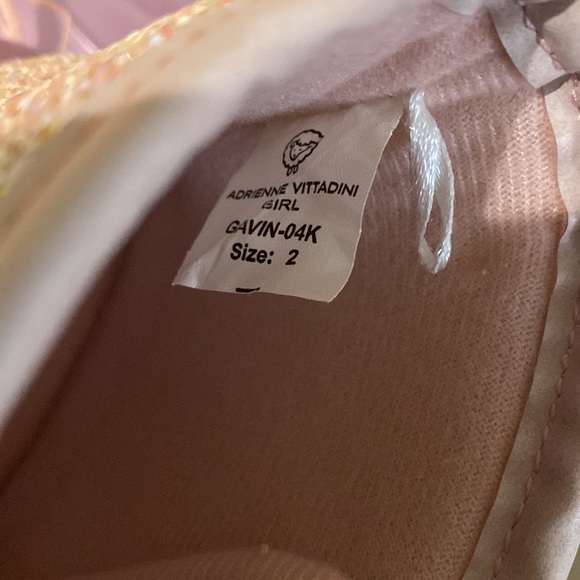 ADRIENNE VITTADINI
GIRL
GAVIN-04K
Size: 2